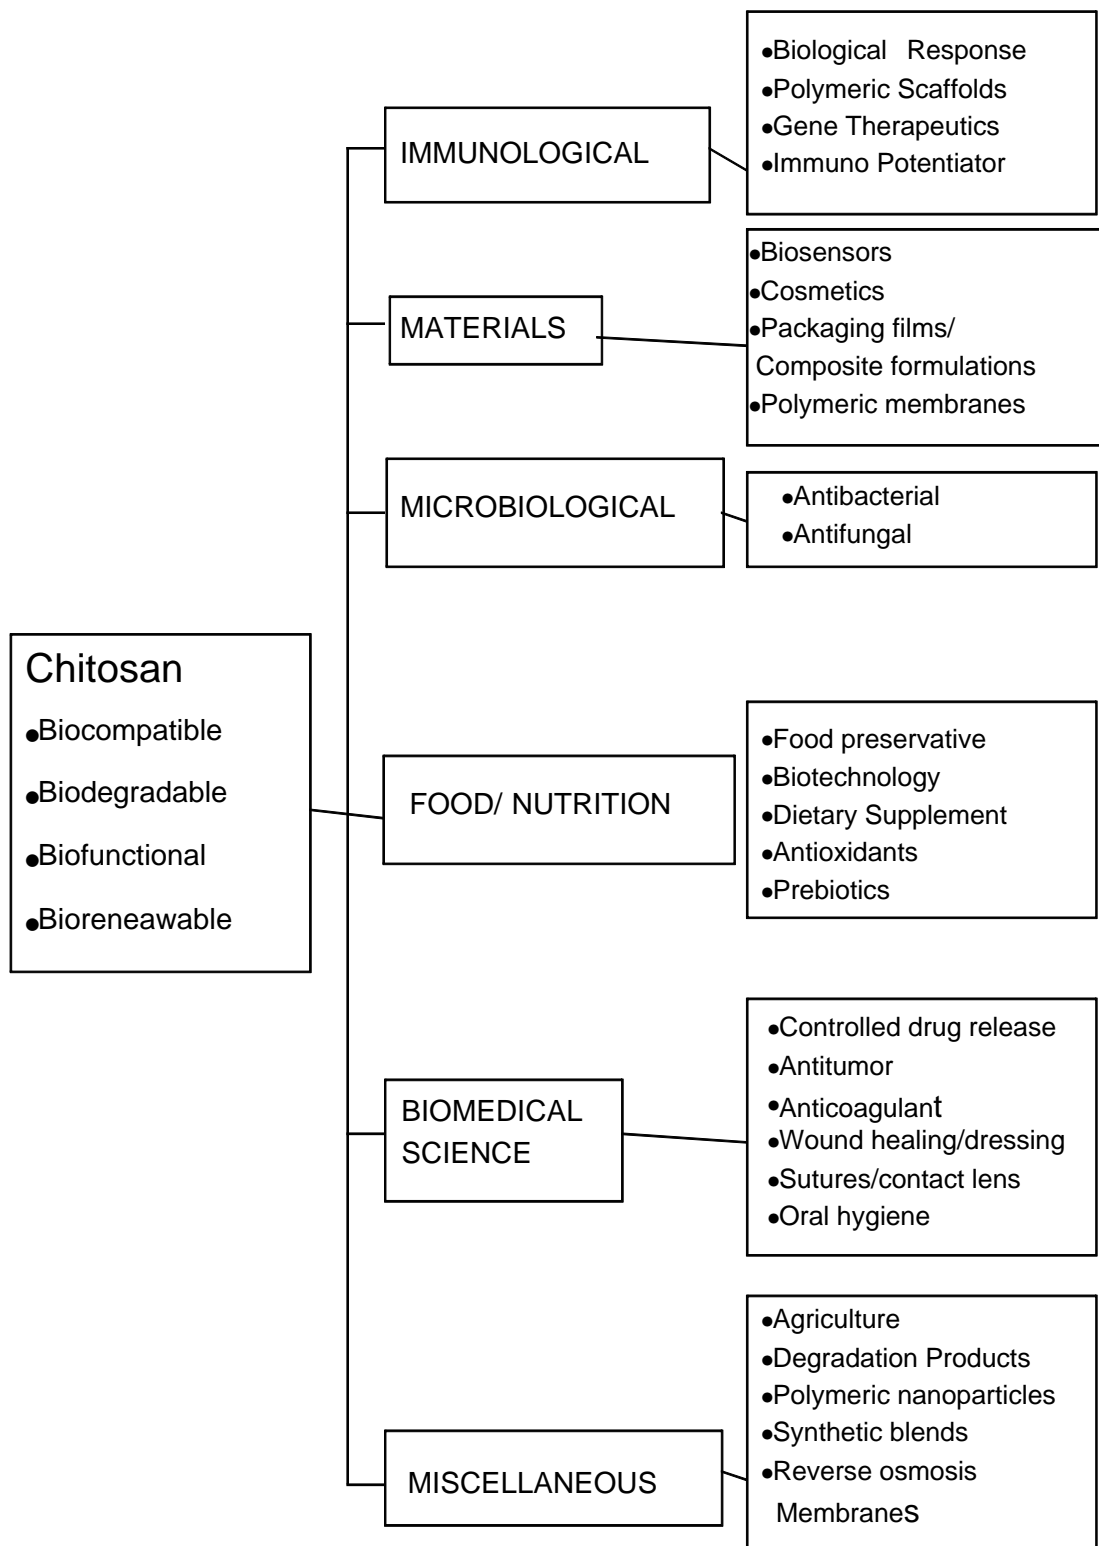 •Biological Response
•Polymeric Scaffolds
•Gene Therapeutics
•Immuno Potentiator
IMMUNOLOGICAL
•Biosensors
•Cosmetics
•Packaging films/
Composite formulations
•Polymeric membranes
MATERIALS
•Antibacterial
•Antifungal
MICROBIOLOGICAL
Chitosan
•Biocompatible
•Biodegradable
•Biofunctional
•Bioreneawable
FOOD/ NUTRITION
•Food preservative
•Biotechnology
•Dietary Supplement
•Antioxidants
•Prebiotics
BIOMEDICAL
SCIENCE
•Controlled drug release
•Antitumor
•Anticoagulant
•Wound healing/dressing
•Sutures/contact lens
•Oral hygiene
MISCELLANEOUS
•Agriculture
•Degradation Products
•Polymeric nanoparticles
•Synthetic blends
•Reverse osmosis
Membranes